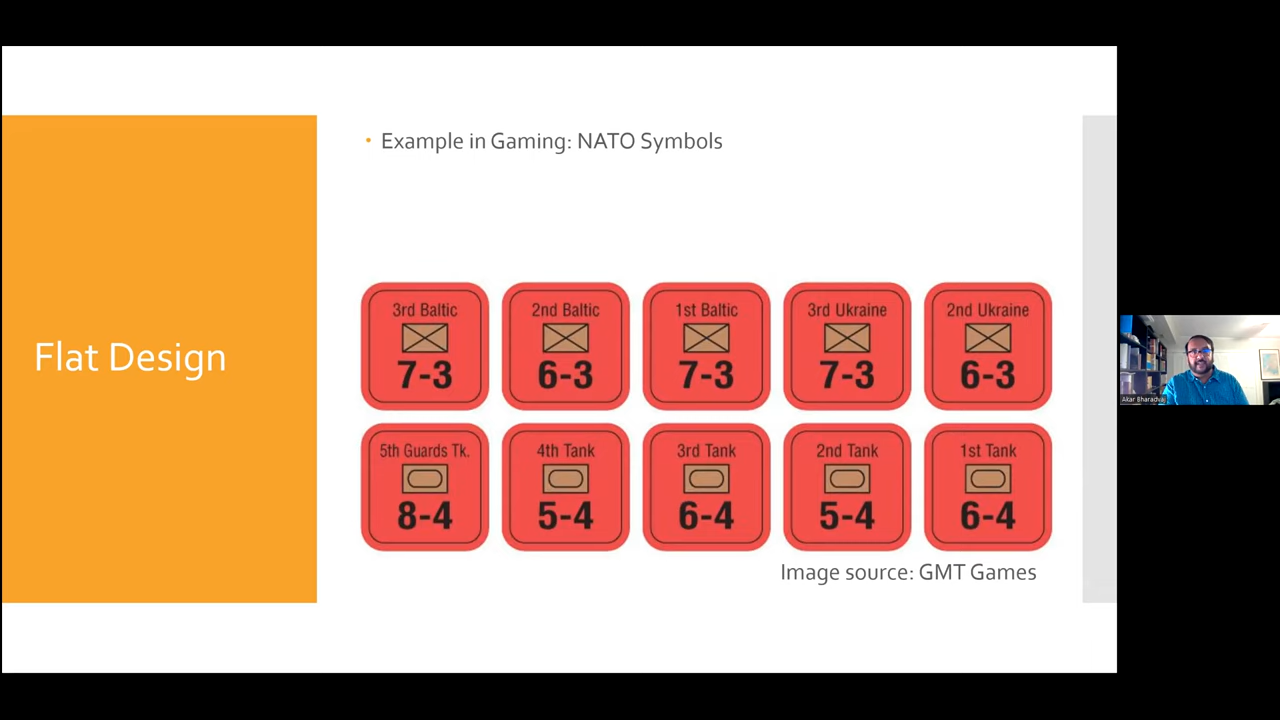 Flat Design
• Example in Gaming: NATO Symbols
3rd Baltic
7-3
2nd Baltic
6-3
1st Baltic
7-3
3rd Ukraine
7-3
2nd Ukraine
6-3
5th Guards Tk.
8-4
4th Tank
5-4
3rd Tank
6-4
2nd Tank
5-4
1st Tank
6-4
Image source: GMT Games
Akar Bharadvaj